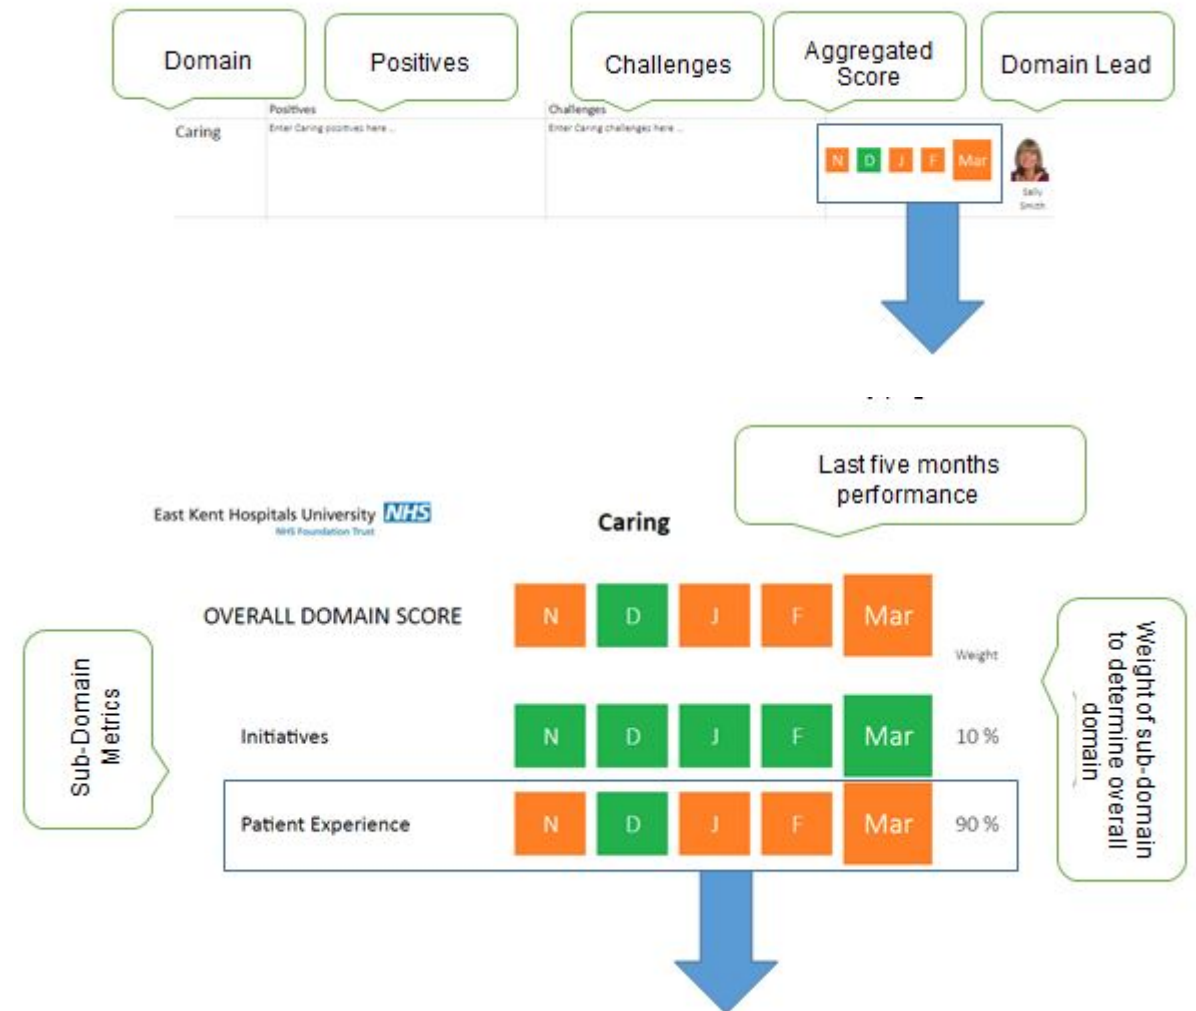 Domain
Positives
Challenges
Aggregated
Score
Domain Lead
Positives
Challenges
Caring
Enter Caring positives here ...
Enter Caring challenges here ...
N D J F Mar
Sally
Smith
Last five months
performance
East Kent Hospitals University NHS
NHS Foundation Trust
Caring
OVERALL DOMAIN SCORE
N D J F Mar
Weight
Sub-Domain
Metrics
Weight of sub-domain
to determine overall
domain
Initiatives
N D J F Mar
10 %
Patient Experience
N D J F Mar
90 %